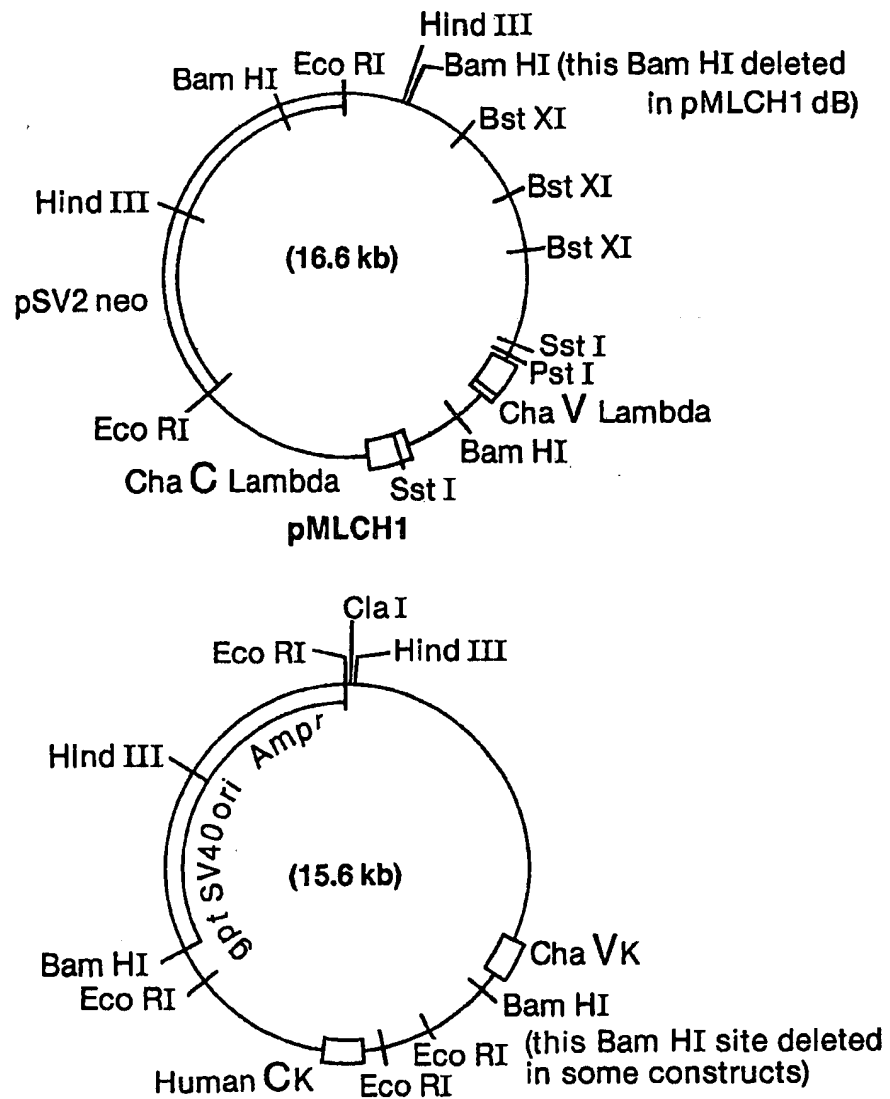 Hind III
Eco RI
Bam HI
Bam HI (this Bam HI deleted
in pMLCH1 dB)
Bst XI
Bst XI
Hind III
(16.6 kb)
Bst XI
pSV2 neo
Sst I
Pst I
Cha V Lambda
Eco RI
Bam HI
Cha C Lambda
Sst I
pMLCH1
Cla I
Eco RI
Hind III
Hind III
gpt SV40 ori Ampr
(15.6 kb)
Cha VK
Bam HI
Bam HI
Eco RI
(this Bam HI site deleted
in some constructs)
Eco RI
Human CK
Eco RI